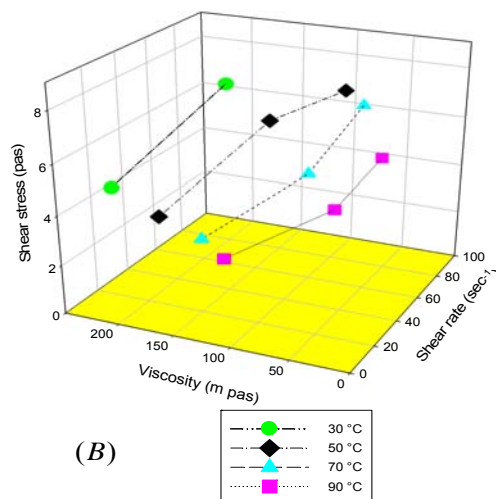 8
6
4
2
0
Shear stress (pas)
200
150
100
50
0
Viscosity (m pas)
100
80
60
40
20
0
Shear rate (sec-1)
(B)
30 °C
50 °C
70 °C
90 °C